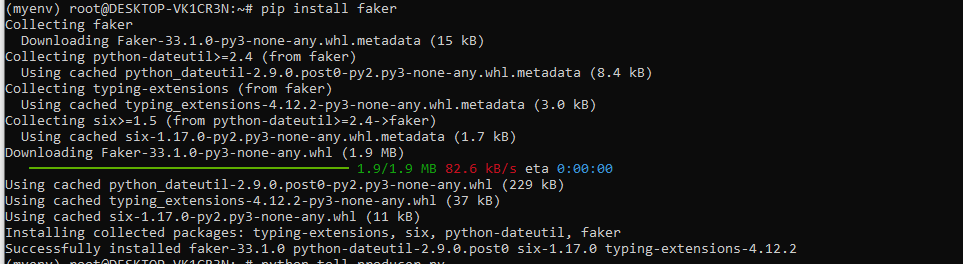 (myenv) root@DESKTOP-VK1CR3N:~# pip install faker
Collecting faker
  Downloading Faker-33.1.0-py3-none-any.whl.metadata (15 kB)
Collecting python-dateutil>=2.4 (from faker)
  Using cached python_dateutil-2.9.0.post0-py2.py3-none-any.whl.metadata (8.4 kB)
Collecting typing-extensions (from faker)
  Using cached typing_extensions-4.12.2-py3-none-any.whl.metadata (3.0 kB)
Collecting six>=1.5 (from python-dateutil>=2.4->faker)
  Using cached six-1.17.0-py2.py3-none-any.whl.metadata (1.7 kB)
Downloading Faker-33.1.0-py3-none-any.whl (1.9 MB)
1.9/1.9 MB 82.6 kB/s eta 0:00:00
Using cached python_dateutil-2.9.0.post0-py2.py3-none-any.whl (229 kB)
Using cached typing_extensions-4.12.2-py3-none-any.whl (37 kB)
Using cached six-1.17.0-py2.py3-none-any.whl (11 kB)
Installing collected packages: typing-extensions, six, python-dateutil, faker
Successfully installed faker-33.1.0 python-dateutil-2.9.0.post0 six-1.17.0 typing-extensions-4.12.2
(myenv) root@DESKTOP-VK1CR3N:~# python toll_producer.py